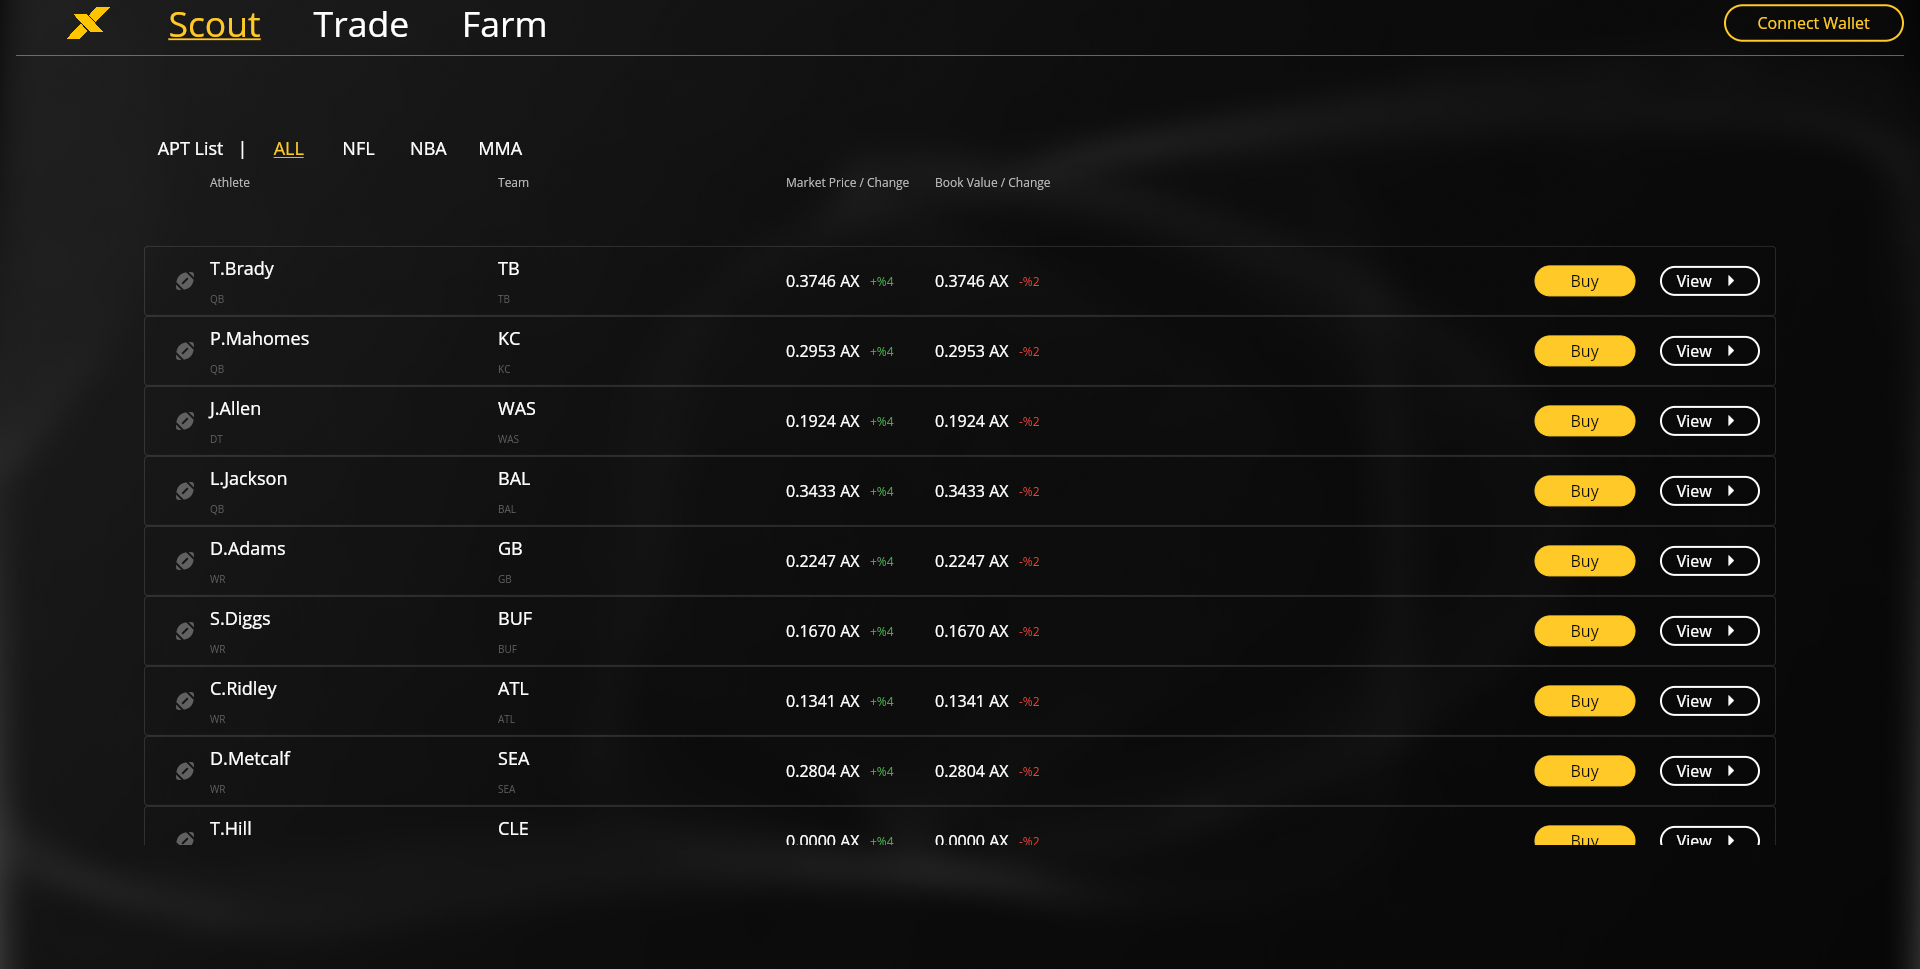 Scout Trade Farm Connect Wallet
APT List | ALL NFL NBA MMA
Athlete Team Market Price / Change Book Value / Change
T.Brady TB
0.3746 AX +%4 0.3746 AX -%2 Buy View
QB TB
P.Mahomes KC
0.2953 AX +%4 0.2953 AX -%2 Buy View
QB KC
J.Allen WAS
0.1924 AX +%4 0.1924 AX -%2 Buy View
DT WAS
L.Jackson BAL
0.3433 AX +%4 0.3433 AX -%2 Buy View
QB BAL
D.Adams GB
0.2247 AX +%4 0.2247 AX -%2 Buy View
WR GB
S.Diggs BUF
0.1670 AX +%4 0.1670 AX -%2 Buy View
WR BUF
C.Ridley ATL
0.1341 AX +%4 0.1341 AX -%2 Buy View
WR ATL
D.Metcalf SEA
0.2804 AX +%4 0.2804 AX -%2 Buy View
WR SEA
T.Hill CLE
0.0000 AX +%4 0.0000 AX -%2 Buy View